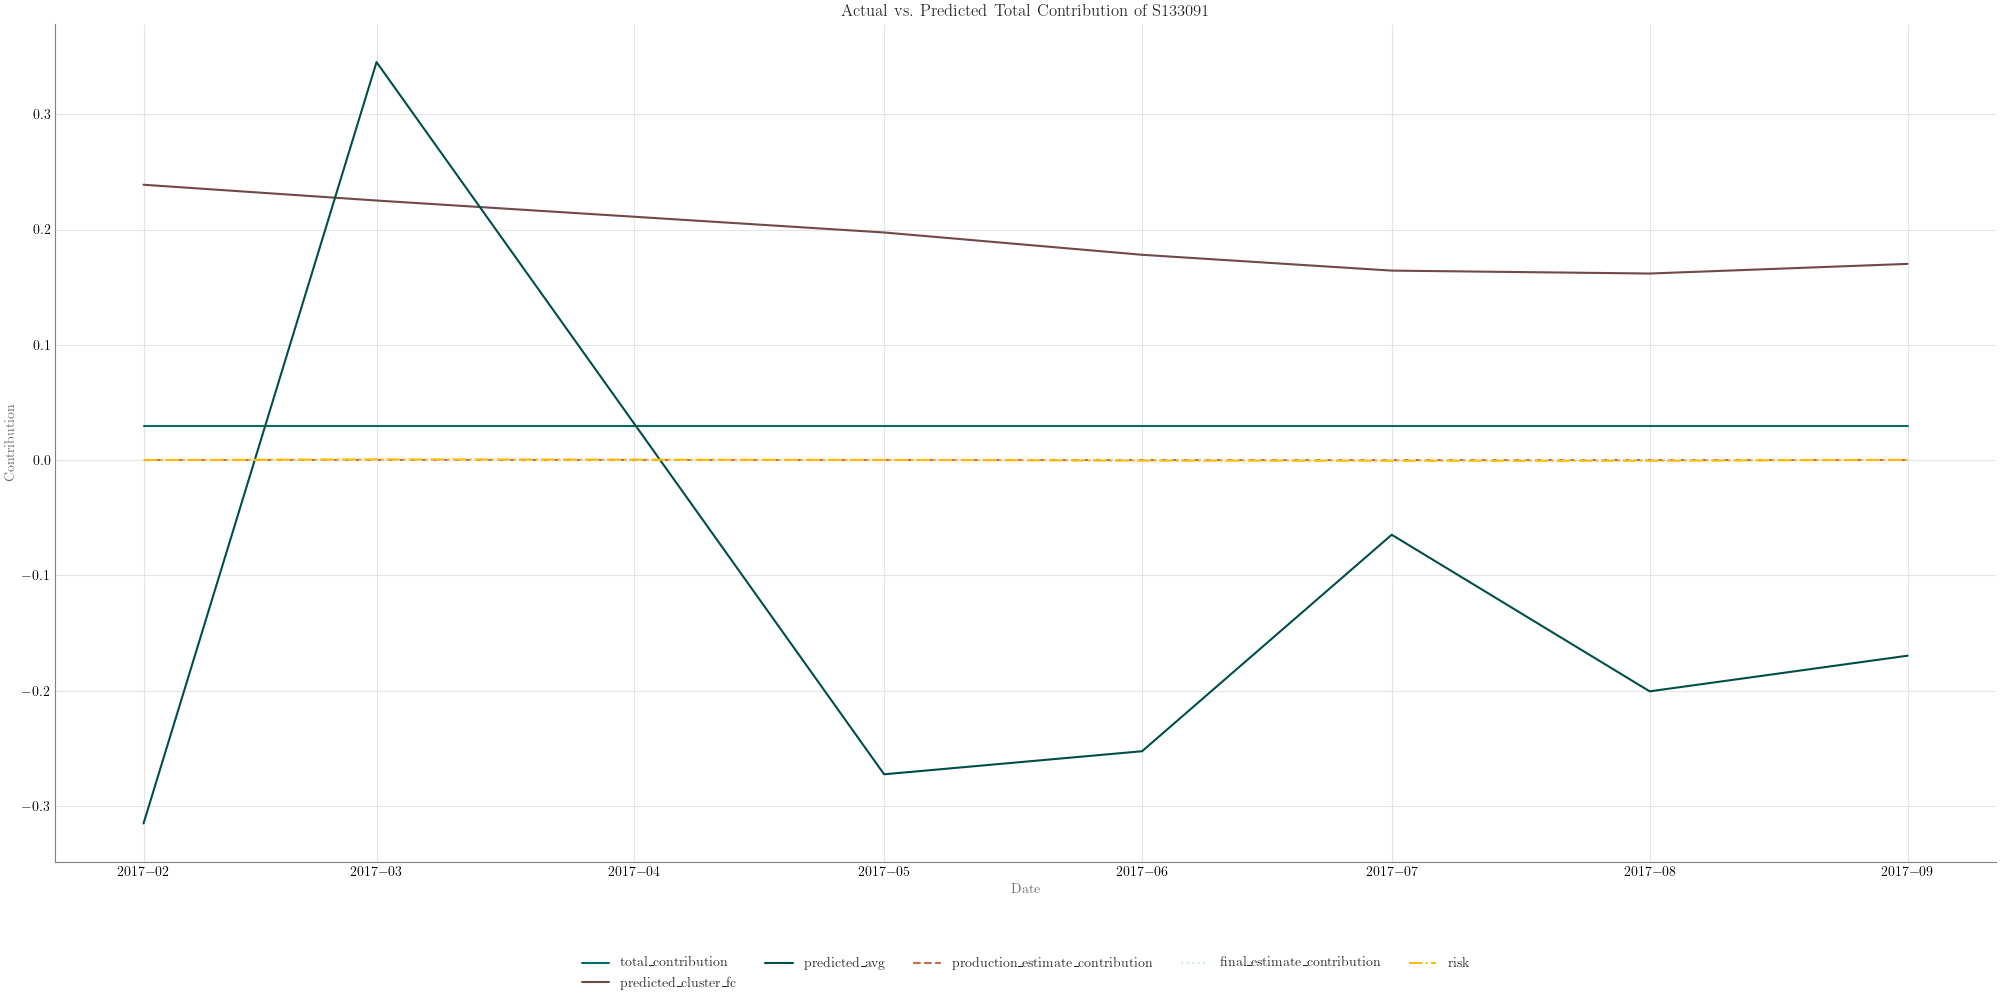 Actual vs. Predicted Total Contribution of S133091
Contribution
0.3
0.2
0.1
0.0
−0.1
−0.2
−0.3
2017−02 2017−03 2017−04 2017−05 2017−06 2017−07 2017−08 2017−09
Date
total_contribution predicted_avg production_estimate_contribution final_estimate_contribution risk
predicted_cluster_fc